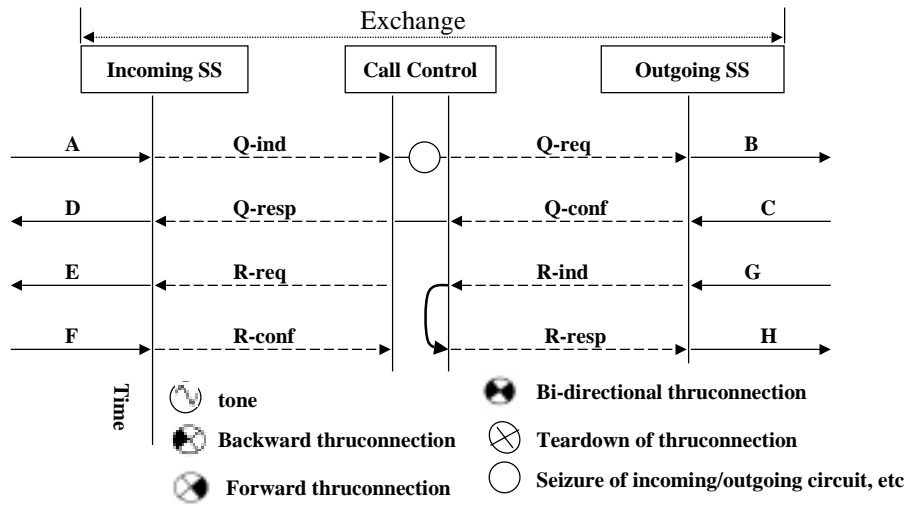 Exchange
Incoming SS Call Control Outgoing SS
A Q-ind Q-req B
D Q-resp Q-conf C
E R-req R-ind G
F R-conf R-resp H
Time
tone Bi-directional thruconnection
Backward thruconnection Teardown of thruconnection
Forward thruconnection Seizure of incoming/outgoing circuit, etc